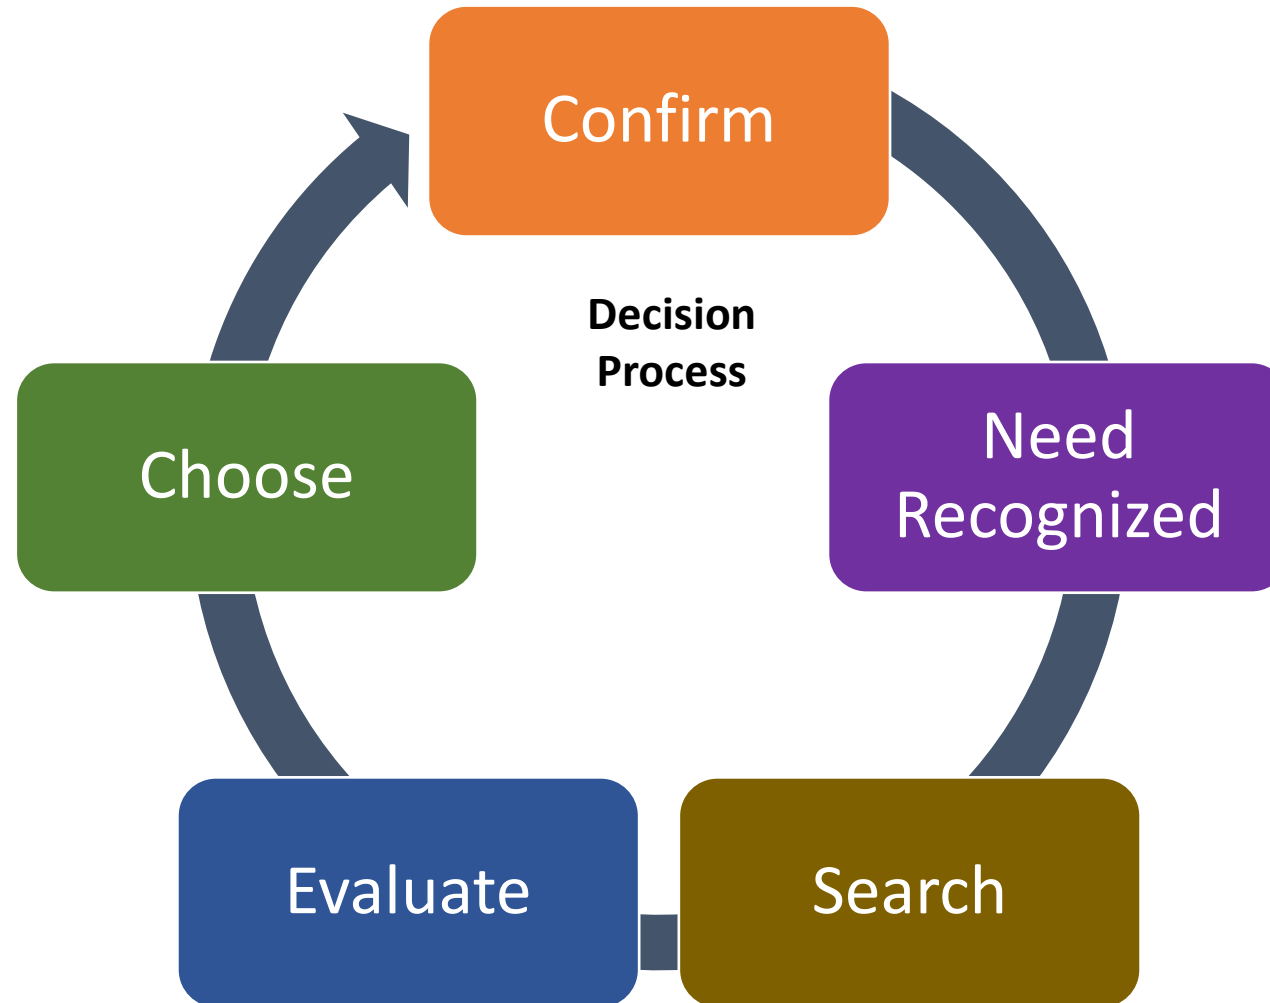 Confirm
Decision
Process
Need
Recognized
Choose
Search
Evaluate